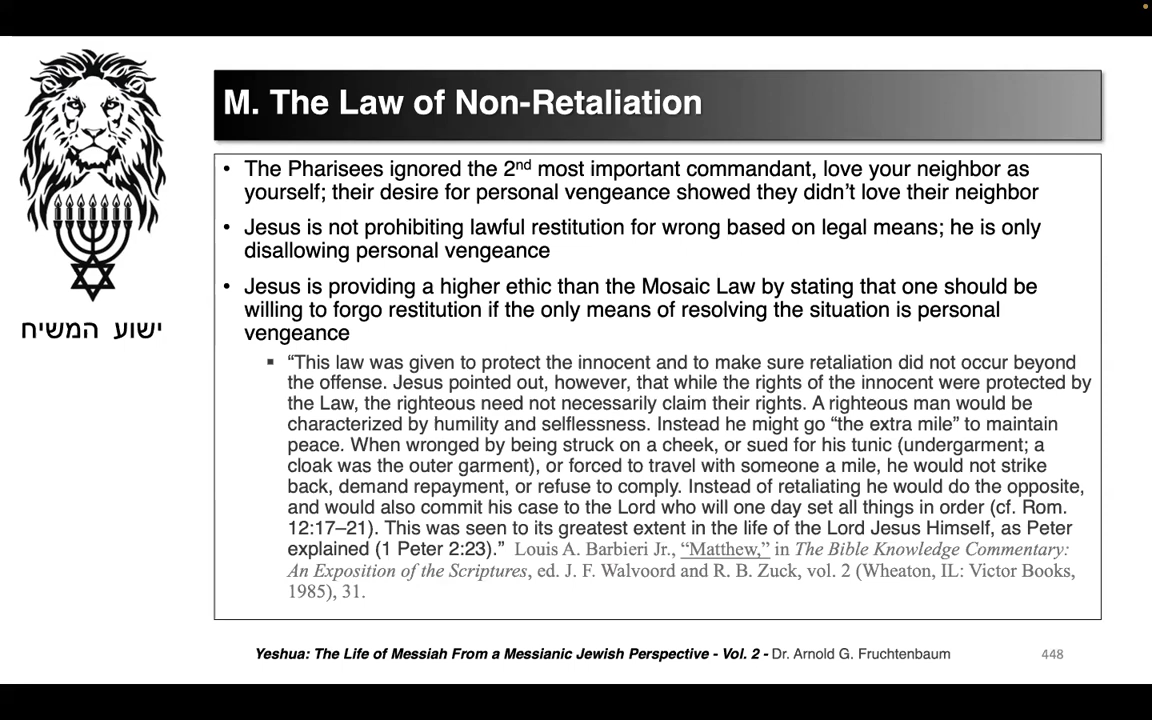 M. The Law of Non-Retaliation
• The Pharisees ignored the 2nd most important commandant, love your neighbor as
yourself; their desire for personal vengeance showed they didn’t love their neighbor
• Jesus is not prohibiting lawful restitution for wrong based on legal means; he is only
disallowing personal vengeance
• Jesus is providing a higher ethic than the Mosaic Law by stating that one should be
willing to forgo restitution if the only means of resolving the situation is personal
vengeance
▪ “This law was given to protect the innocent and to make sure retaliation did not occur beyond
the offense. Jesus pointed out, however, that while the rights of the innocent were protected by
the Law, the righteous need not necessarily claim their rights. A righteous man would be
characterized by humility and selflessness. Instead he might go “the extra mile” to maintain
peace. When wronged by being struck on a cheek, or sued for his tunic (undergarment; a
cloak was the outer garment), or forced to travel with someone a mile, he would not strike
back, demand repayment, or refuse to comply. Instead of retaliating he would do the opposite,
and would also commit his case to the Lord who will one day set all things in order (cf. Rom.
12:17–21). This was seen to its greatest extent in the life of the Lord Jesus Himself, as Peter
explained (1 Peter 2:23).” Louis A. Barbieri Jr., “Matthew,” in The Bible Knowledge Commentary:
An Exposition of the Scriptures, ed. J. F. Walvoord and R. B. Zuck, vol. 2 (Wheaton, IL: Victor Books,
1985), 31.
ישוע המשיח
Yeshua: The Life of Messiah From a Messianic Jewish Perspective - Vol. 2 - Dr. Arnold G. Fruchtenbaum
448